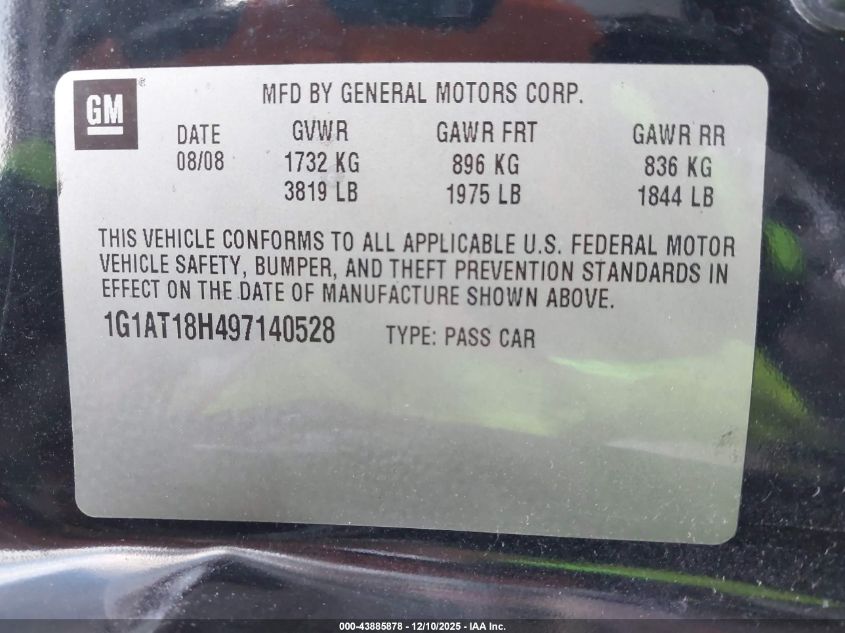 GM
MFD BY GENERAL MOTORS CORP.
DATE GVWR GAWR FRT GAWR RR
08/08 1732 KG 896 KG 836 KG
3819 LB 1975 LB 1844 LB
THIS VEHICLE CONFORMS TO ALL APPLICABLE U.S. FEDERAL MOTOR
VEHICLE SAFETY, BUMPER, AND THEFT PREVENTION STANDARDS IN
EFFECT ON THE DATE OF MANUFACTURE SHOWN ABOVE.
1G1AT18H497140528 TYPE: PASS CAR
000-43885878 - 12/10/2025 - IAA Inc.